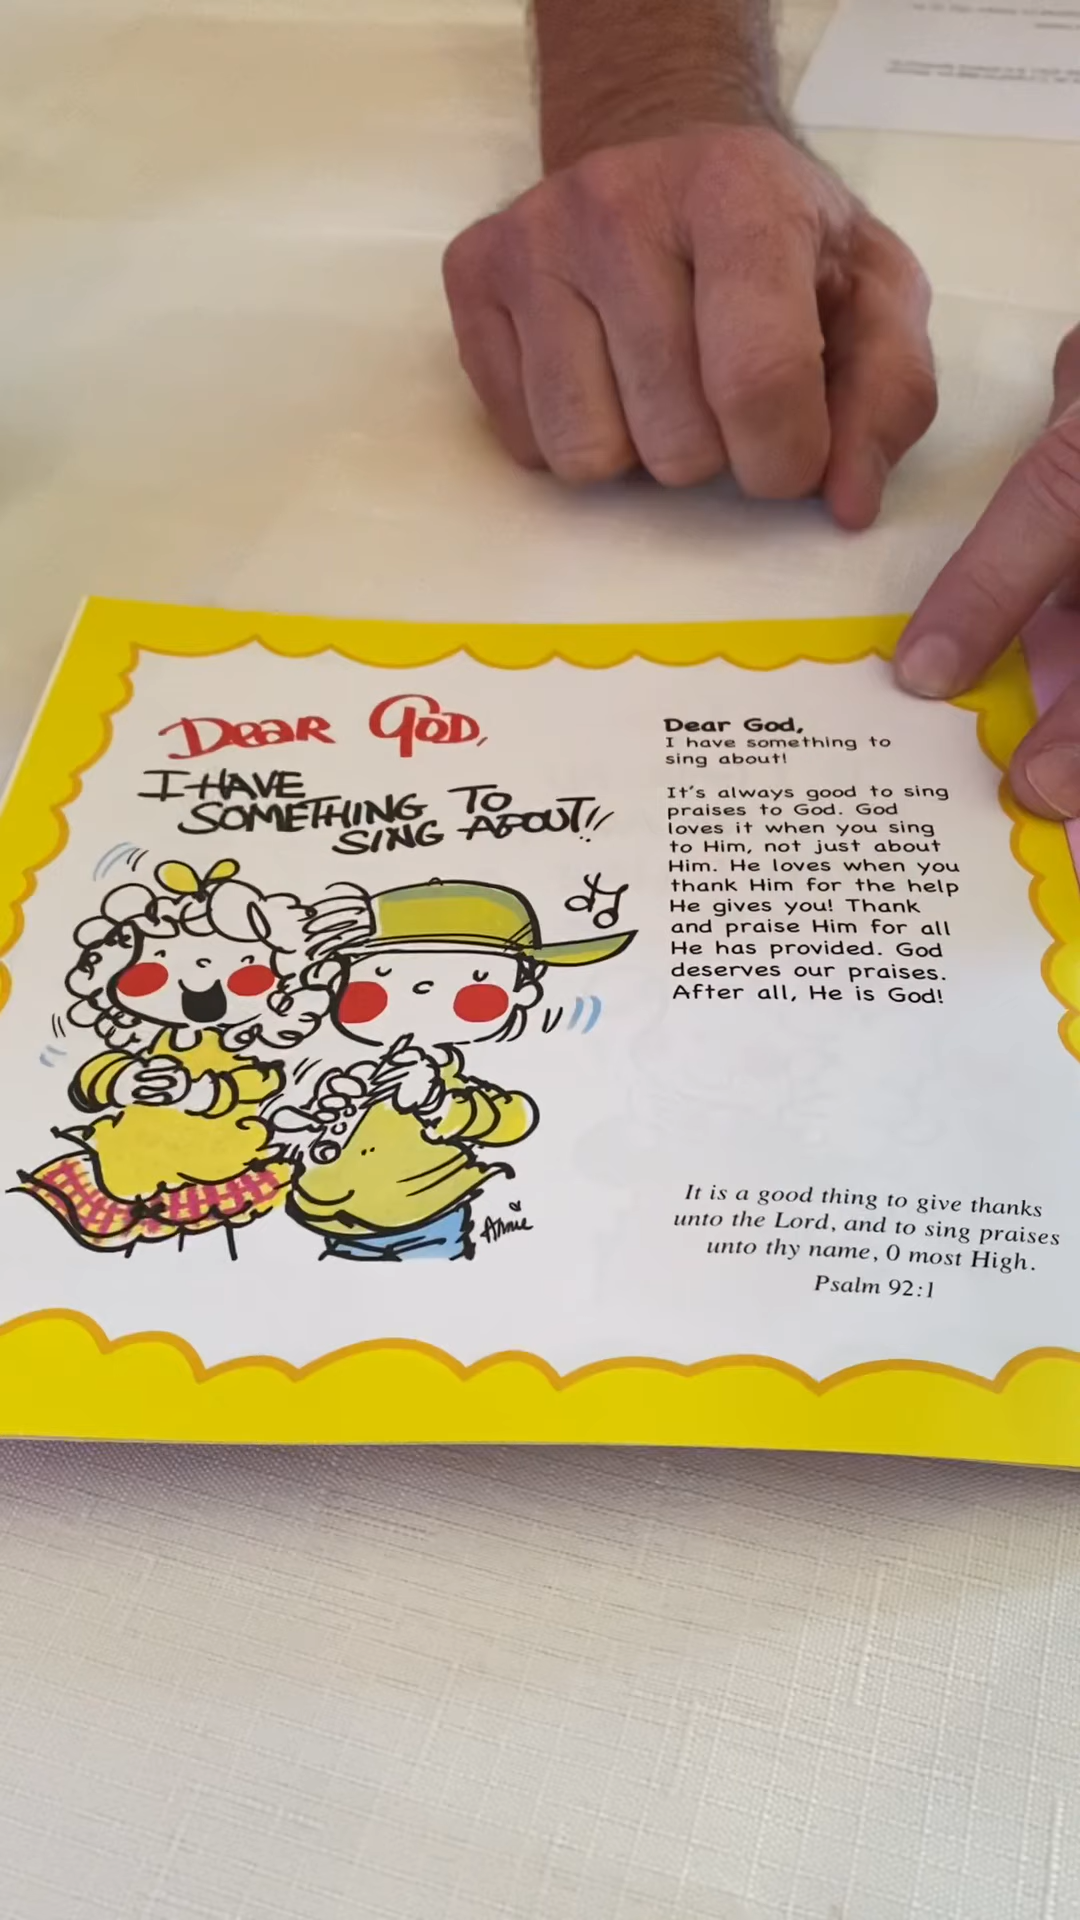 Dear God,
I HAVE
SOMETHING TO
SING ABOUT!!
Annie
Dear God,
I have something to
sing about!
It's always good to sing
praises to God. God
loves it when you sing
to Him, not just about
Him. He loves when you
thank Him for the help
He gives you! Thank
and praise Him for all
He has provided. God
deserves our praises.
After all, He is God!
It is a good thing to give thanks
unto the Lord, and to sing praises
unto thy name, O most High.
Psalm 92:1